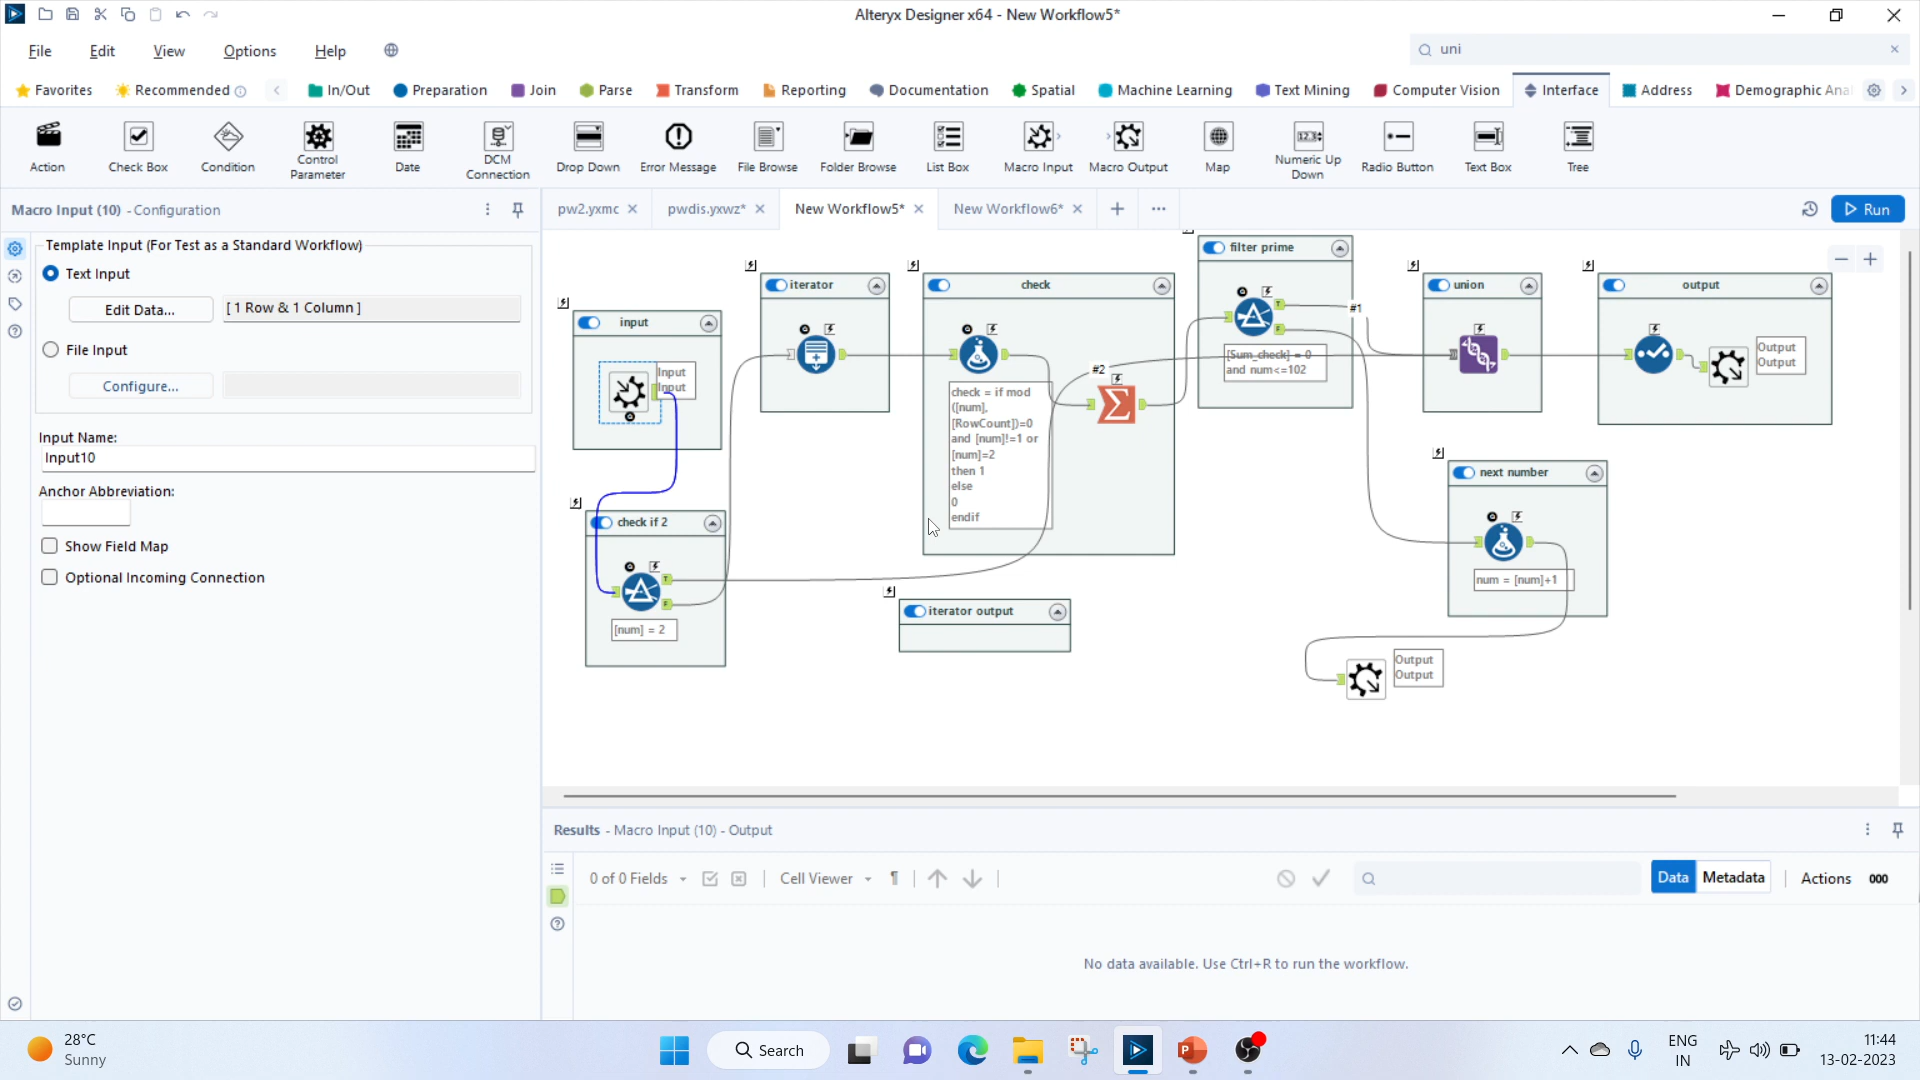 Alteryx Designer x64 - New Workflow5*
File Edit View Options Help
uni
Favorites Recommended In/Out Preparation Join Parse Transform Reporting Documentation Spatial Machine Learning Text Mining Computer Vision Interface Address Demographic Ana
Action
Check Box
Condition
Control
Parameter
Date
DCM
Connection
Drop Down
Error Message
File Browse
Folder Browse
List Box
Macro Input
Macro Output
Map
Numeric Up
Down
Radio Button
Text Box
Tree
Macro Input (10) - Configuration
pw2.yxmc
pwdis.yxwz*
New Workflow5*
New Workflow6*
Run
Template Input (For Test as a Standard Workflow)
Text Input
Edit Data...
[ 1 Row & 1 Column ]
File Input
Configure...
Input Name:
Input10
Anchor Abbreviation:
Show Field Map
Optional Incoming Connection
input
Input
Input
iterator
check
check = if mod
([num],
[RowCount])=0
and [num]!=1 or
[num]=2
then 1
else
0
endif
#2
filter prime
T
F
[Sum_check] = 0
and num<=102
#1
union
output
Output
Output
check if 2
T
F
[num] = 2
iterator output
next number
num = [num]+1
Output
Output
Results - Macro Input (10) - Output
0 of 0 Fields
Cell Viewer
Data
Metadata
Actions
000
No data available. Use Ctrl+R to run the workflow.
28°C
Sunny
Search
ENG
IN
11:44
13-02-2023